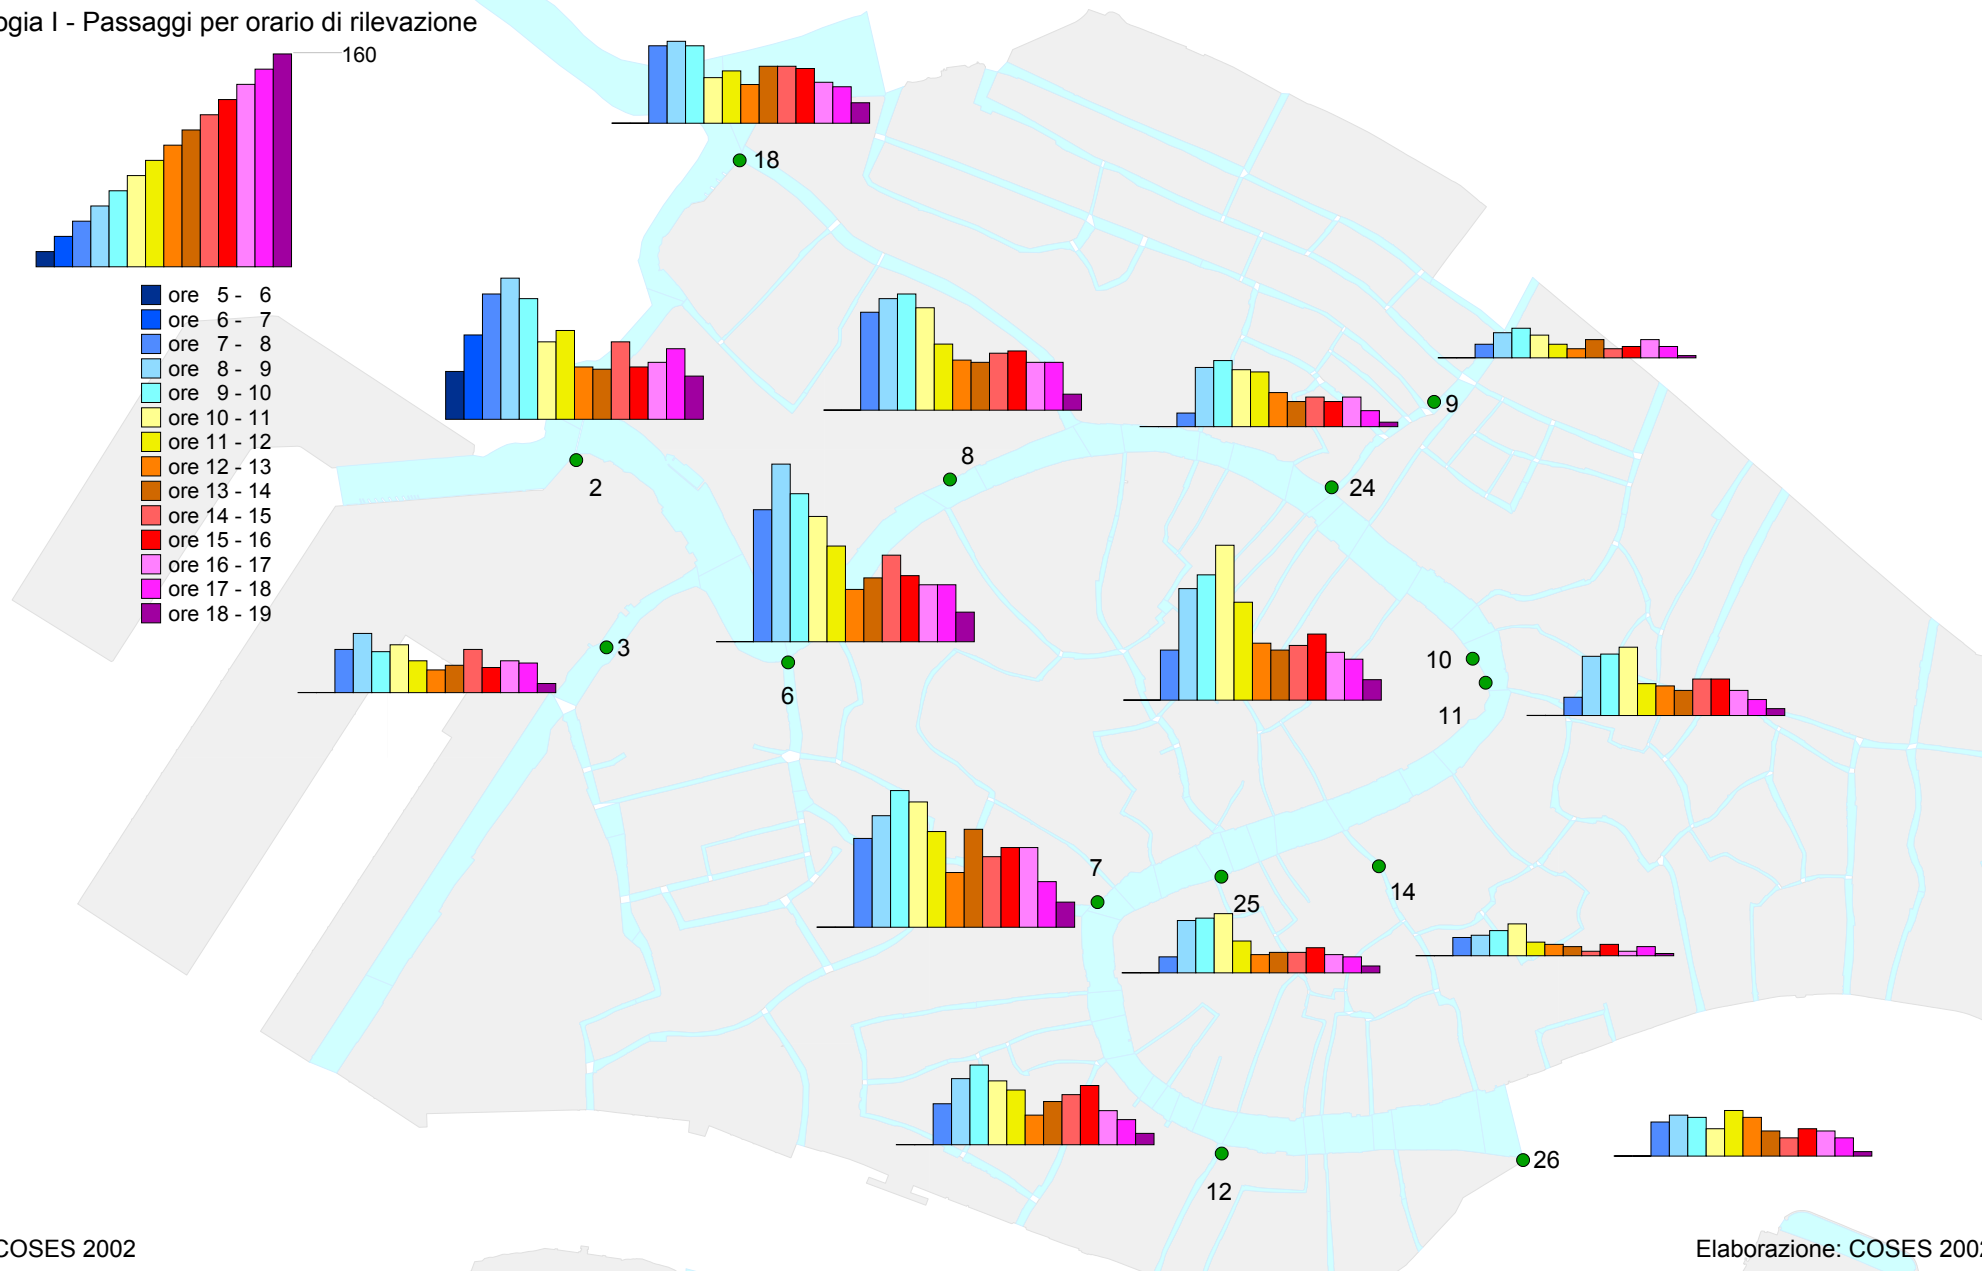 ogia I - Passaggi per orario di rilevazione
160
ore 5 - 6
ore 6 - 7
ore 7 - 8
ore 8 - 9
ore 9 - 10
ore 10 - 11
ore 11 - 12
ore 12 - 13
ore 13 - 14
ore 14 - 15
ore 15 - 16
ore 16 - 17
ore 17 - 18
ore 18 - 19
18
9
8
2
24
3
10
6
11
7
14
25
26
12
COSES 2002
Elaborazione: COSES 2002